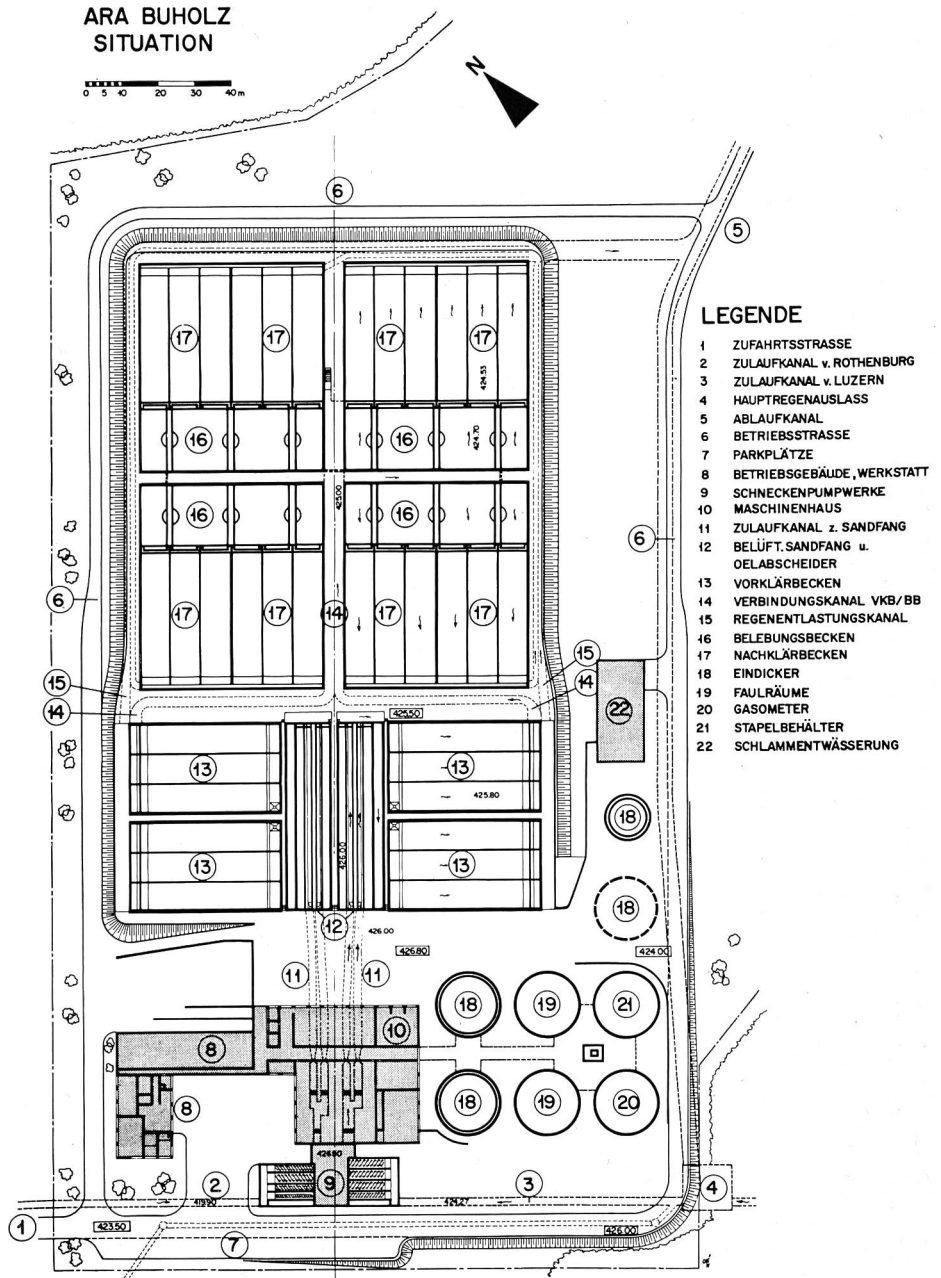 ARA BUHOLZ
SITUATION
0 5 10 20 30 40 m
N
6
5
LEGENDE
1 ZUFAHRTSSTRASSE
2 ZULAUFKANAL v. ROTHENBURG
3 ZULAUFKANAL v. LUZERN
4 HAUPTREGENAUSLASS
5 ABLAUFKANAL
6 BETRIEBSSTRASSE
7 PARKPLÄTZE
8 BETRIEBSGEBÄUDE, WERKSTATT
9 SCHNECKENPUMPWERKE
10 MASCHINENHAUS
11 ZULAUFKANAL z. SANDFANG
12 BELÜFT. SANDFANG u.
OELABSCHEIDER
13 VORKLÄRBECKEN
14 VERBINDUNGSKANAL VKB/BB
15 REGENENTLASTUNGSKANAL
16 BELEBUNGSBECKEN
17 NACHKLÄRBECKEN
18 EINDICKER
19 FAULRÄUME
20 GASOMETER
21 STAPELBEHÄLTER
22 SCHLAMMENTWÄSSERUNG
17 17 17 17
424.53
16 16
424.70
425.00
16 16
6
6
17 17 14 17 17
15 15
14 14
22
425.50
13 13
425.80
18
13 13
426.00
18
12
426.00
426.80
424.00
11 11
18 19 21
10
8
8
18 19 20
426.80
9
2 3 4
419.90
424.27
1
423.50
426.00
7